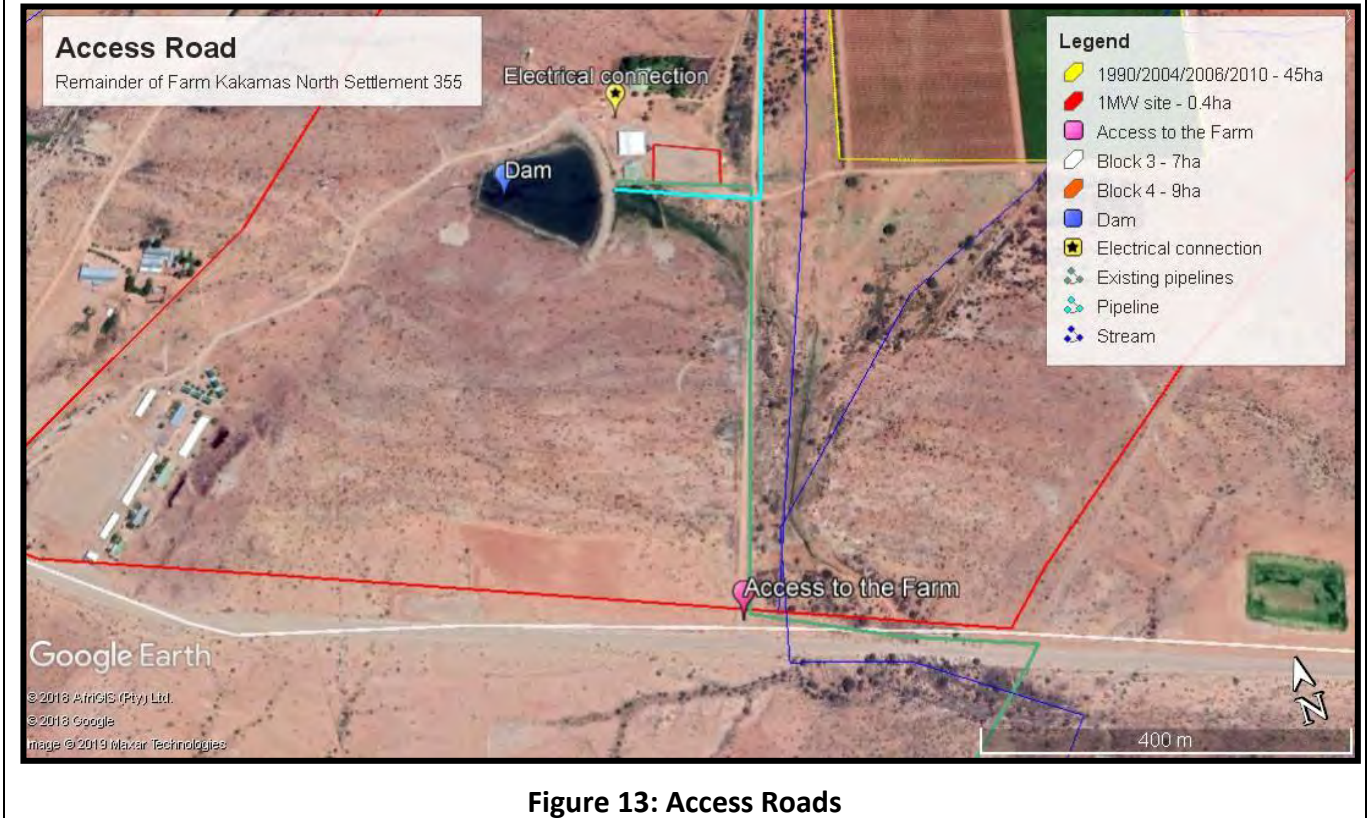 Access Road
Remainder of Farm Kakamas North Settlement 355
Electrical connection
Dam
Access to the Farm
Legend
1990/2004/2006/2010 - 45ha
1MW site - 0.4ha
Access to the Farm
Block 3 - 7ha
Block 4 - 9ha
Dam
Electrical connection
Existing pipelines
Pipeline
Stream
Google Earth
© 2018 AfriGIS (Pty) Ltd.
© 2018 Google
mage © 2019 Maxar Technologies
N
400 m
Figure 13: Access Roads